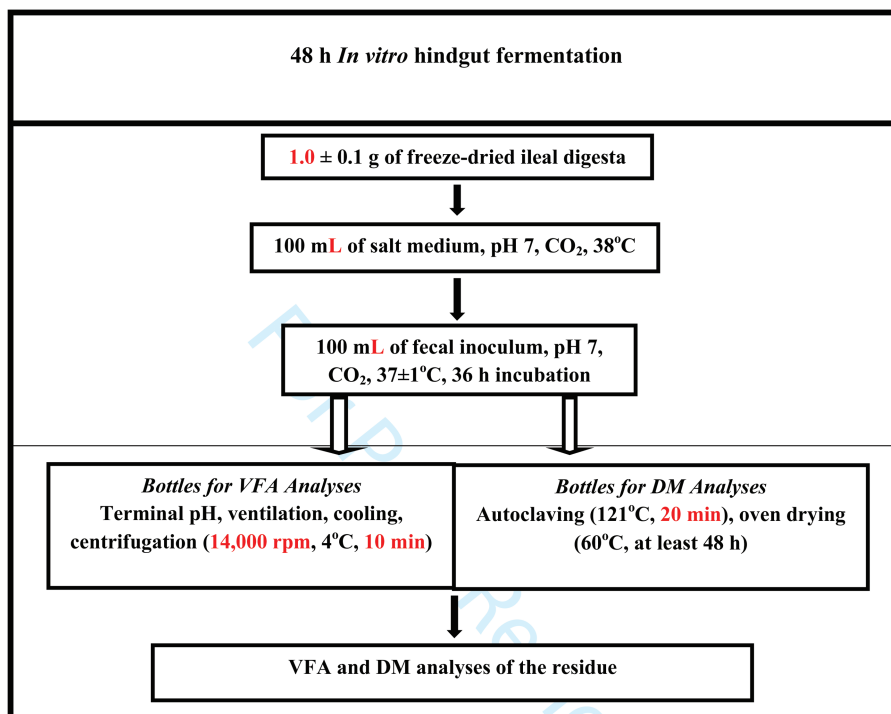 48 h In vitro hindgut fermentation
1.0 ± 0.1 g of freeze-dried ileal digesta
100 mL of salt medium, pH 7, CO₂, 38°C
100 mL of fecal inoculum, pH 7,
CO₂, 37±1°C, 36 h incubation
Bottles for VFA Analyses
Terminal pH, ventilation, cooling,
centrifugation (14,000 rpm, 4°C, 10 min)
Bottles for DM Analyses
Autoclaving (121°C, 20 min), oven drying
(60°C, at least 48 h)
VFA and DM analyses of the residue